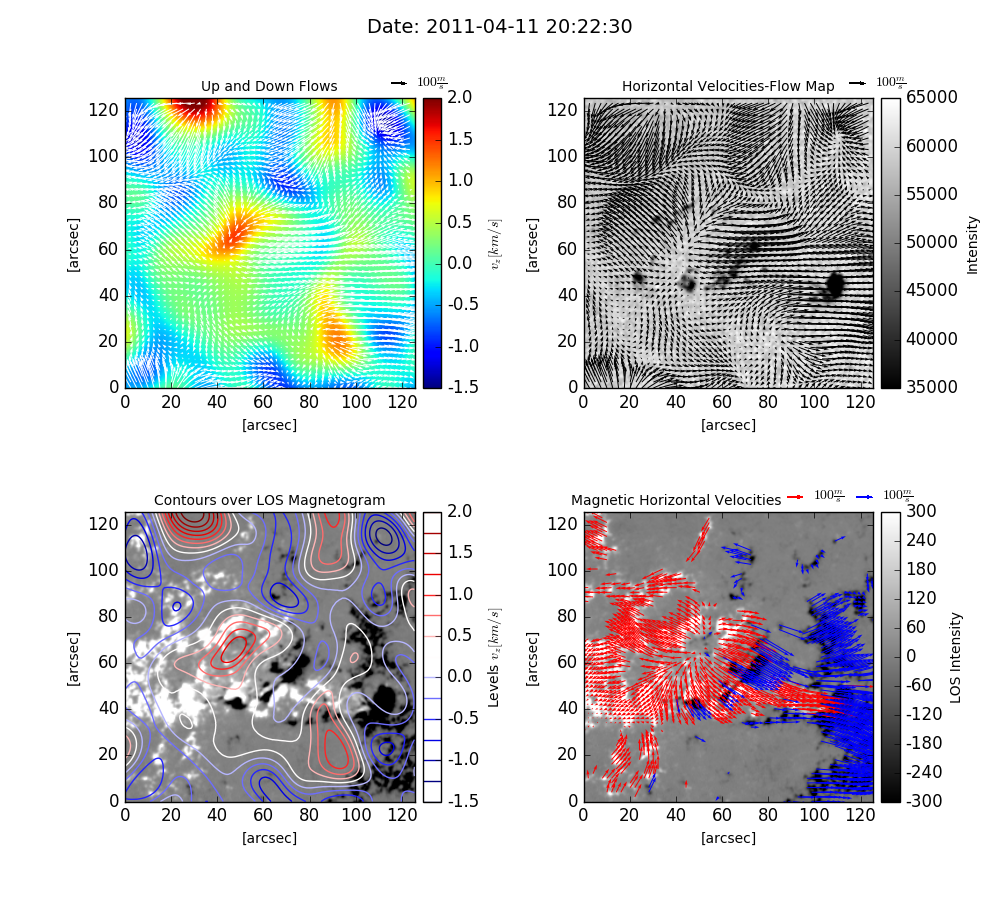 Date: 2011-04-11 20:22:30
Up and Down Flows
100 m/s
120
100
80
60
40
20
0
0 20 40 60 80 100 120
[arcsec]
[arcsec]
2.0
1.5
1.0
0.5
0.0
-0.5
-1.0
-1.5
v_z[km/s]
Horizontal Velocities-Flow Map
100 m/s
120
100
80
60
40
20
0
0 20 40 60 80 100 120
[arcsec]
[arcsec]
65000
60000
55000
50000
45000
40000
35000
Intensity
Contours over LOS Magnetogram
120
100
80
60
40
20
0
0 20 40 60 80 100 120
[arcsec]
[arcsec]
2.0
1.5
1.0
0.5
0.0
-0.5
-1.0
-1.5
Levels v_z[km/s]
Magnetic Horizontal Velocities
100 m/s
100 m/s
120
100
80
60
40
20
0
0 20 40 60 80 100 120
[arcsec]
[arcsec]
300
240
180
120
60
0
-60
-120
-180
-240
-300
LOS Intensity